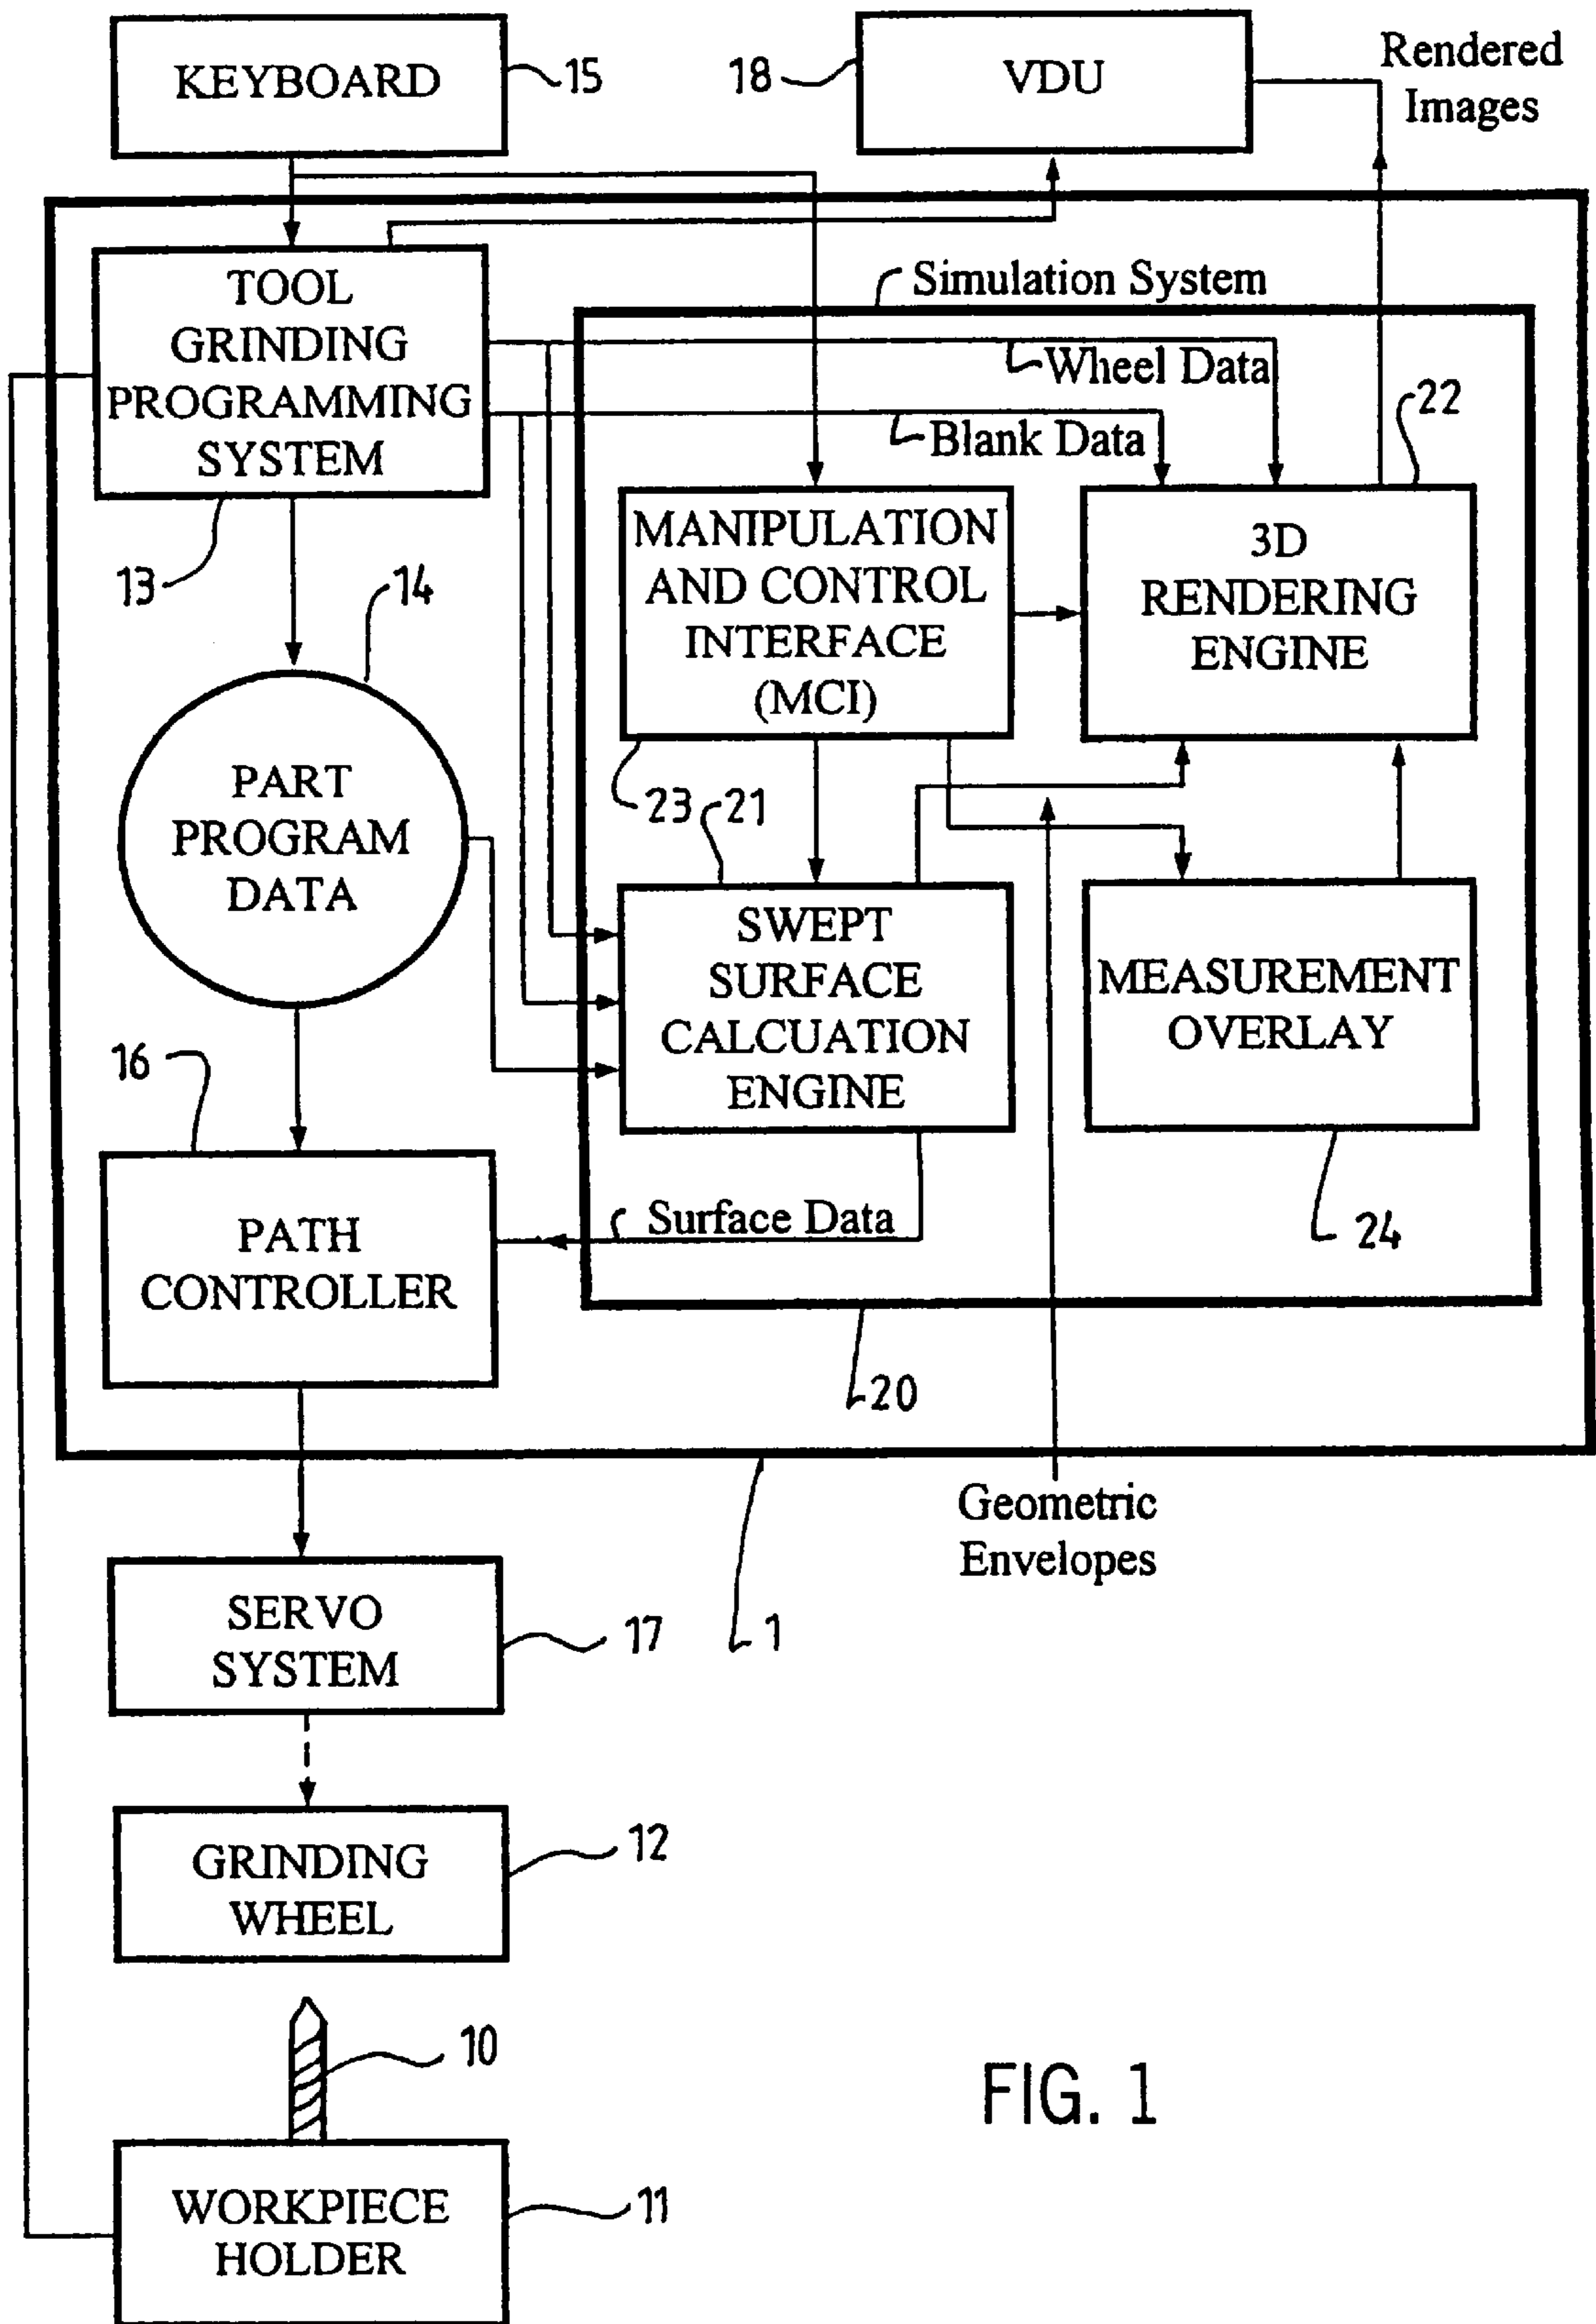 KEYBOARD
15
18
VDU
Rendered
Images
TOOL
GRINDING
PROGRAMMING
SYSTEM
13
Simulation System
Wheel Data
Blank Data
22
MANIPULATION
AND CONTROL
INTERFACE
(MCI)
23
3D
RENDERING
ENGINE
14
PART
PROGRAM
DATA
21
SWEPT
SURFACE
CALCUATION
ENGINE
MEASUREMENT
OVERLAY
24
16
PATH
CONTROLLER
Surface Data
20
1
Geometric
Envelopes
SERVO
SYSTEM
17
GRINDING
WHEEL
12
10
WORKPIECE
HOLDER
11
FIG. 1